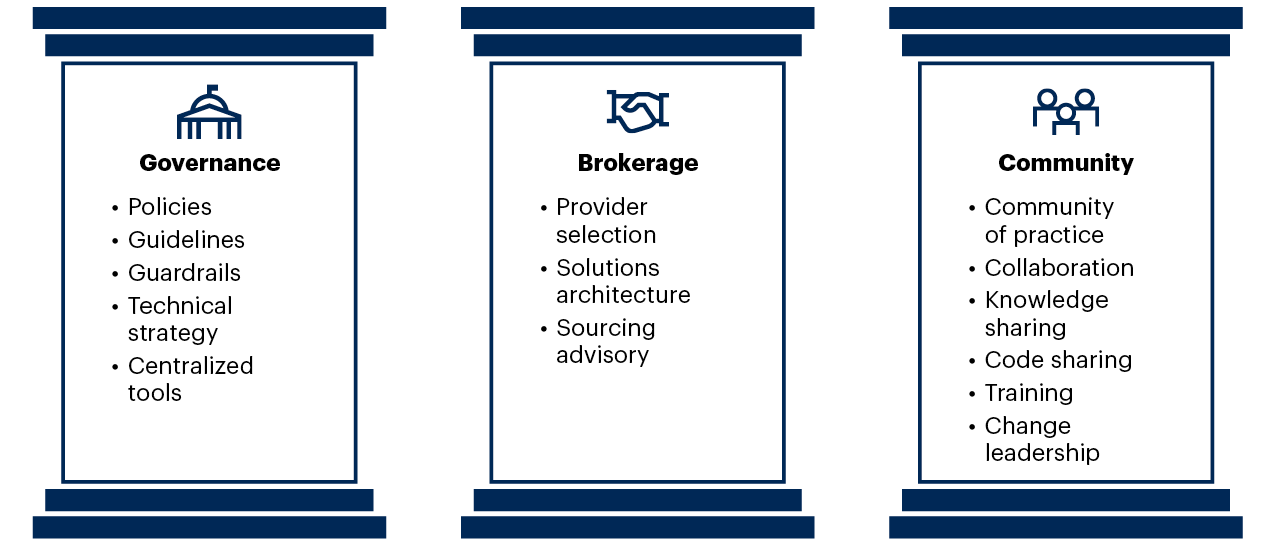 Governance
• Policies
• Guidelines
• Guardrails
• Technical
strategy
• Centralized
tools
Brokerage
• Provider
selection
• Solutions
architecture
• Sourcing
advisory
Community
• Community
of practice
• Collaboration
• Knowledge
sharing
• Code sharing
• Training
• Change
leadership